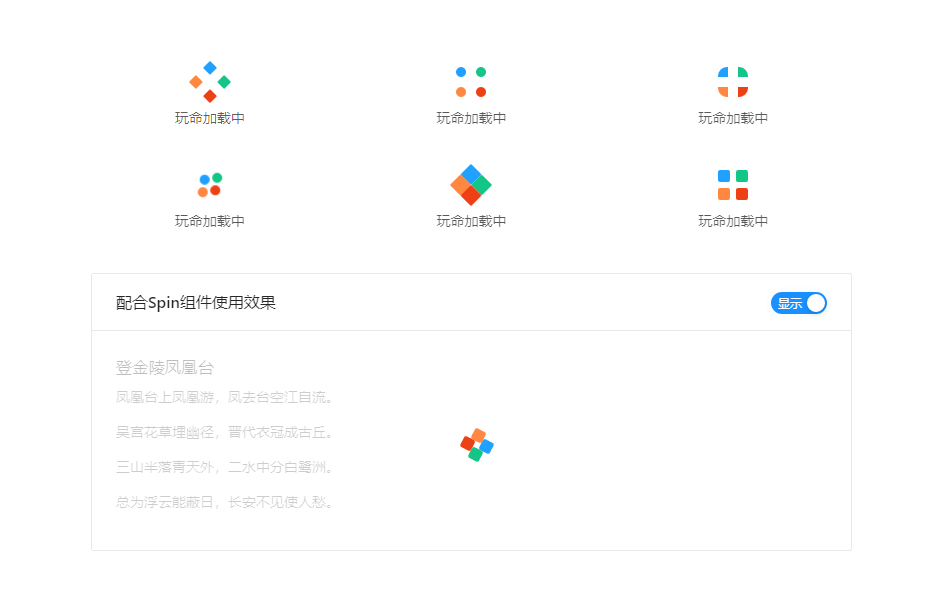 玩命加载中
玩命加载中
玩命加载中
玩命加载中
玩命加载中
玩命加载中
配合Spin组件使用效果
显示
登金陵凤凰台
凤凰台上凤凰游，凤去台空江自流。
吴宫花草埋幽径，晋代衣冠成古丘。
三山半落青天外，二水中分白鹭洲。
总为浮云能蔽日，长安不见使人愁。